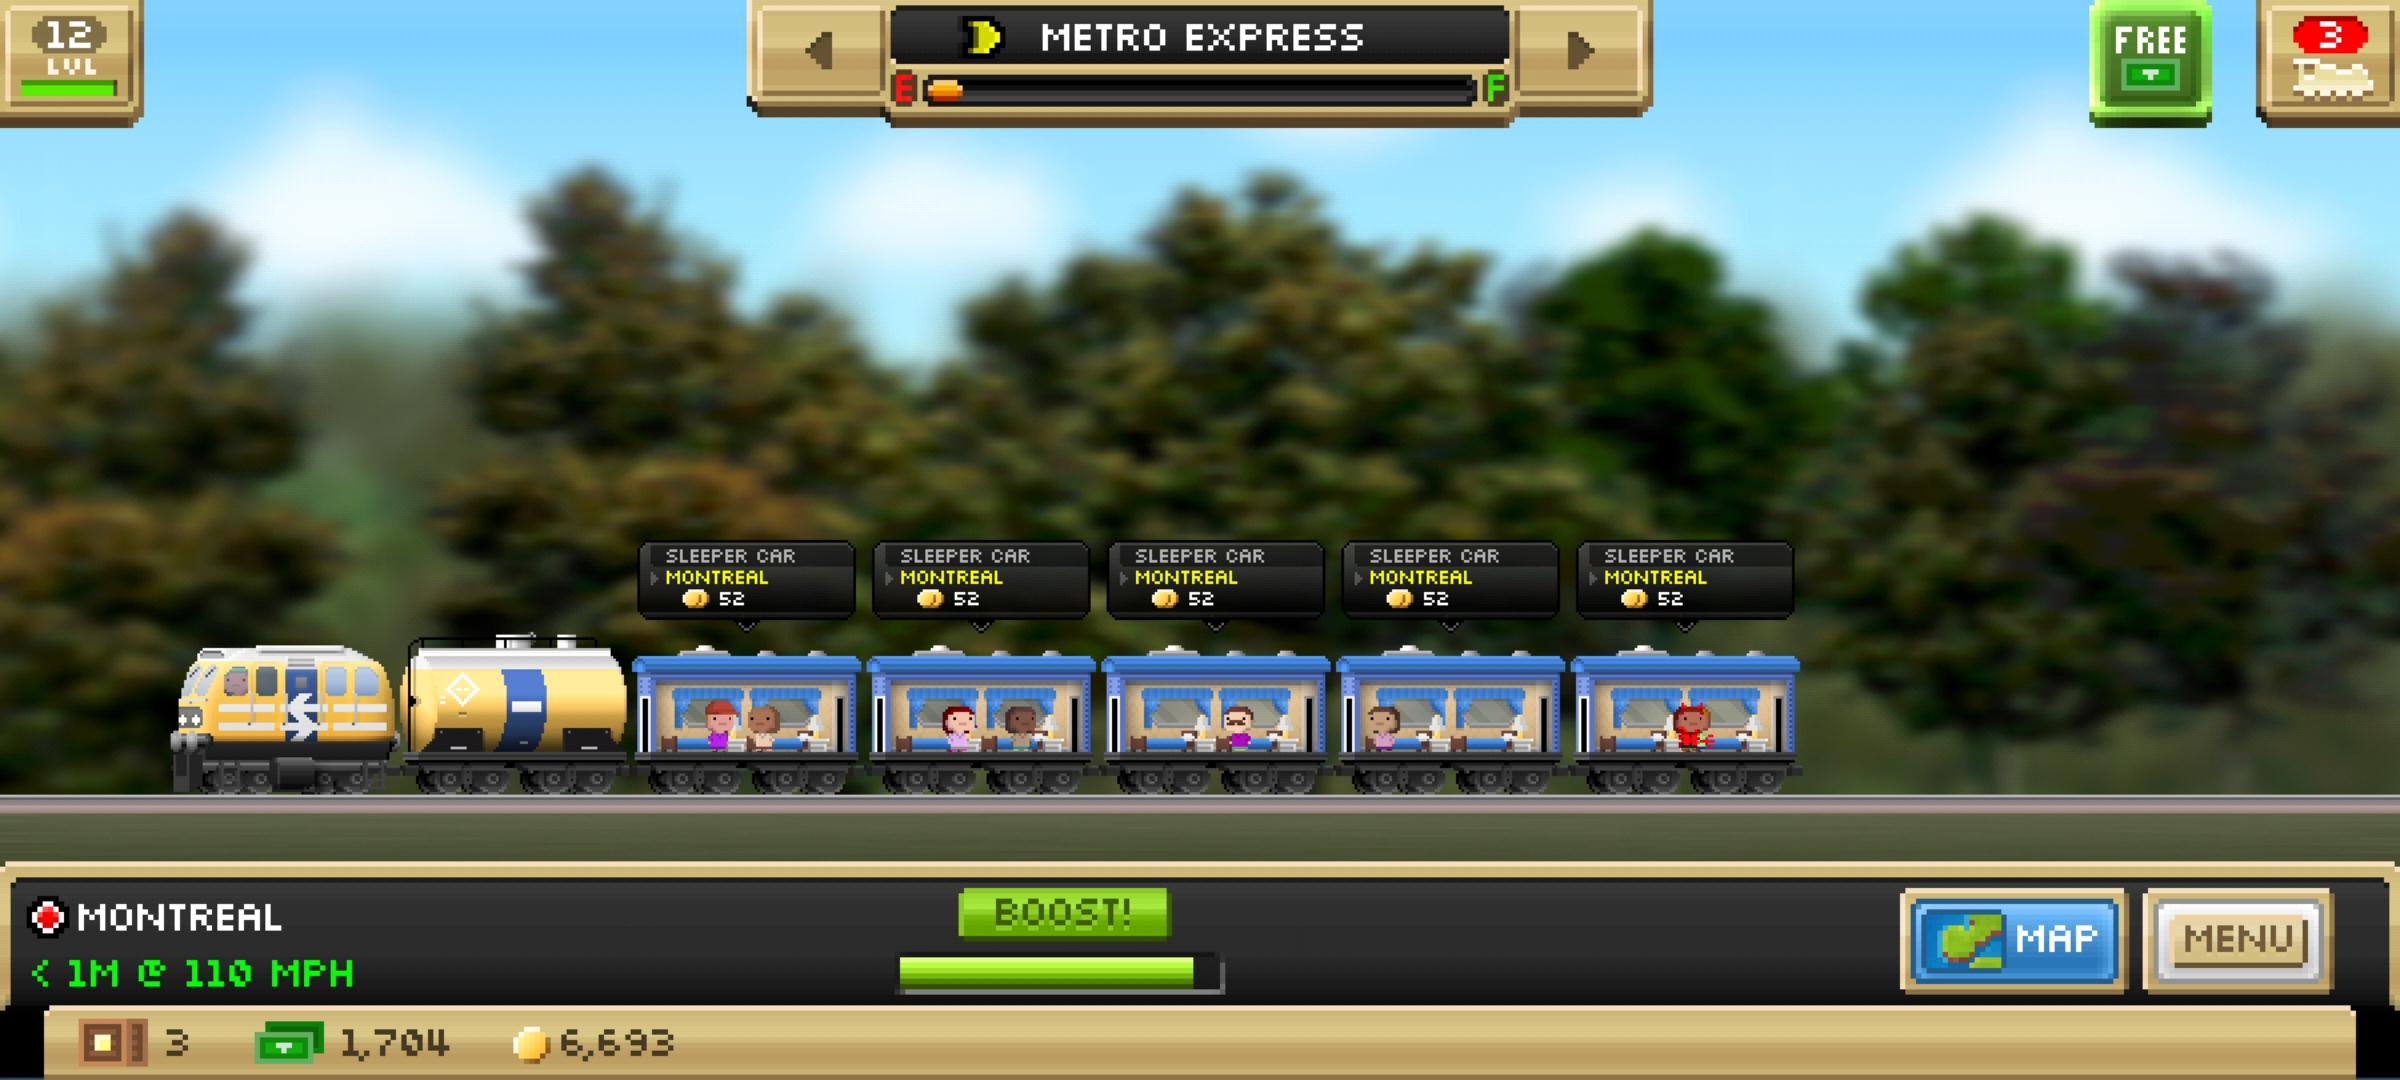 12
LVL
METRO EXPRESS
E F
FREE
3
SLEEPER CAR
MONTREAL
52
SLEEPER CAR
MONTREAL
52
SLEEPER CAR
MONTREAL
52
SLEEPER CAR
MONTREAL
52
SLEEPER CAR
MONTREAL
52
MONTREAL
< 1M @ 110 MPH
BOOST!
MAP
MENU
3 1,704 6,693